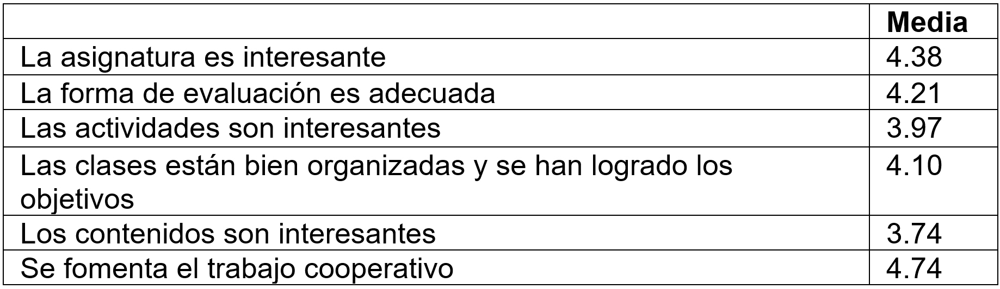 Media
La asignatura es interesante 4.38
La forma de evaluación es adecuada 4.21
Las actividades son interesantes 3.97
Las clases están bien organizadas y se han logrado los 4.10
objetivos
Los contenidos son interesantes 3.74
Se fomenta el trabajo cooperativo 4.74